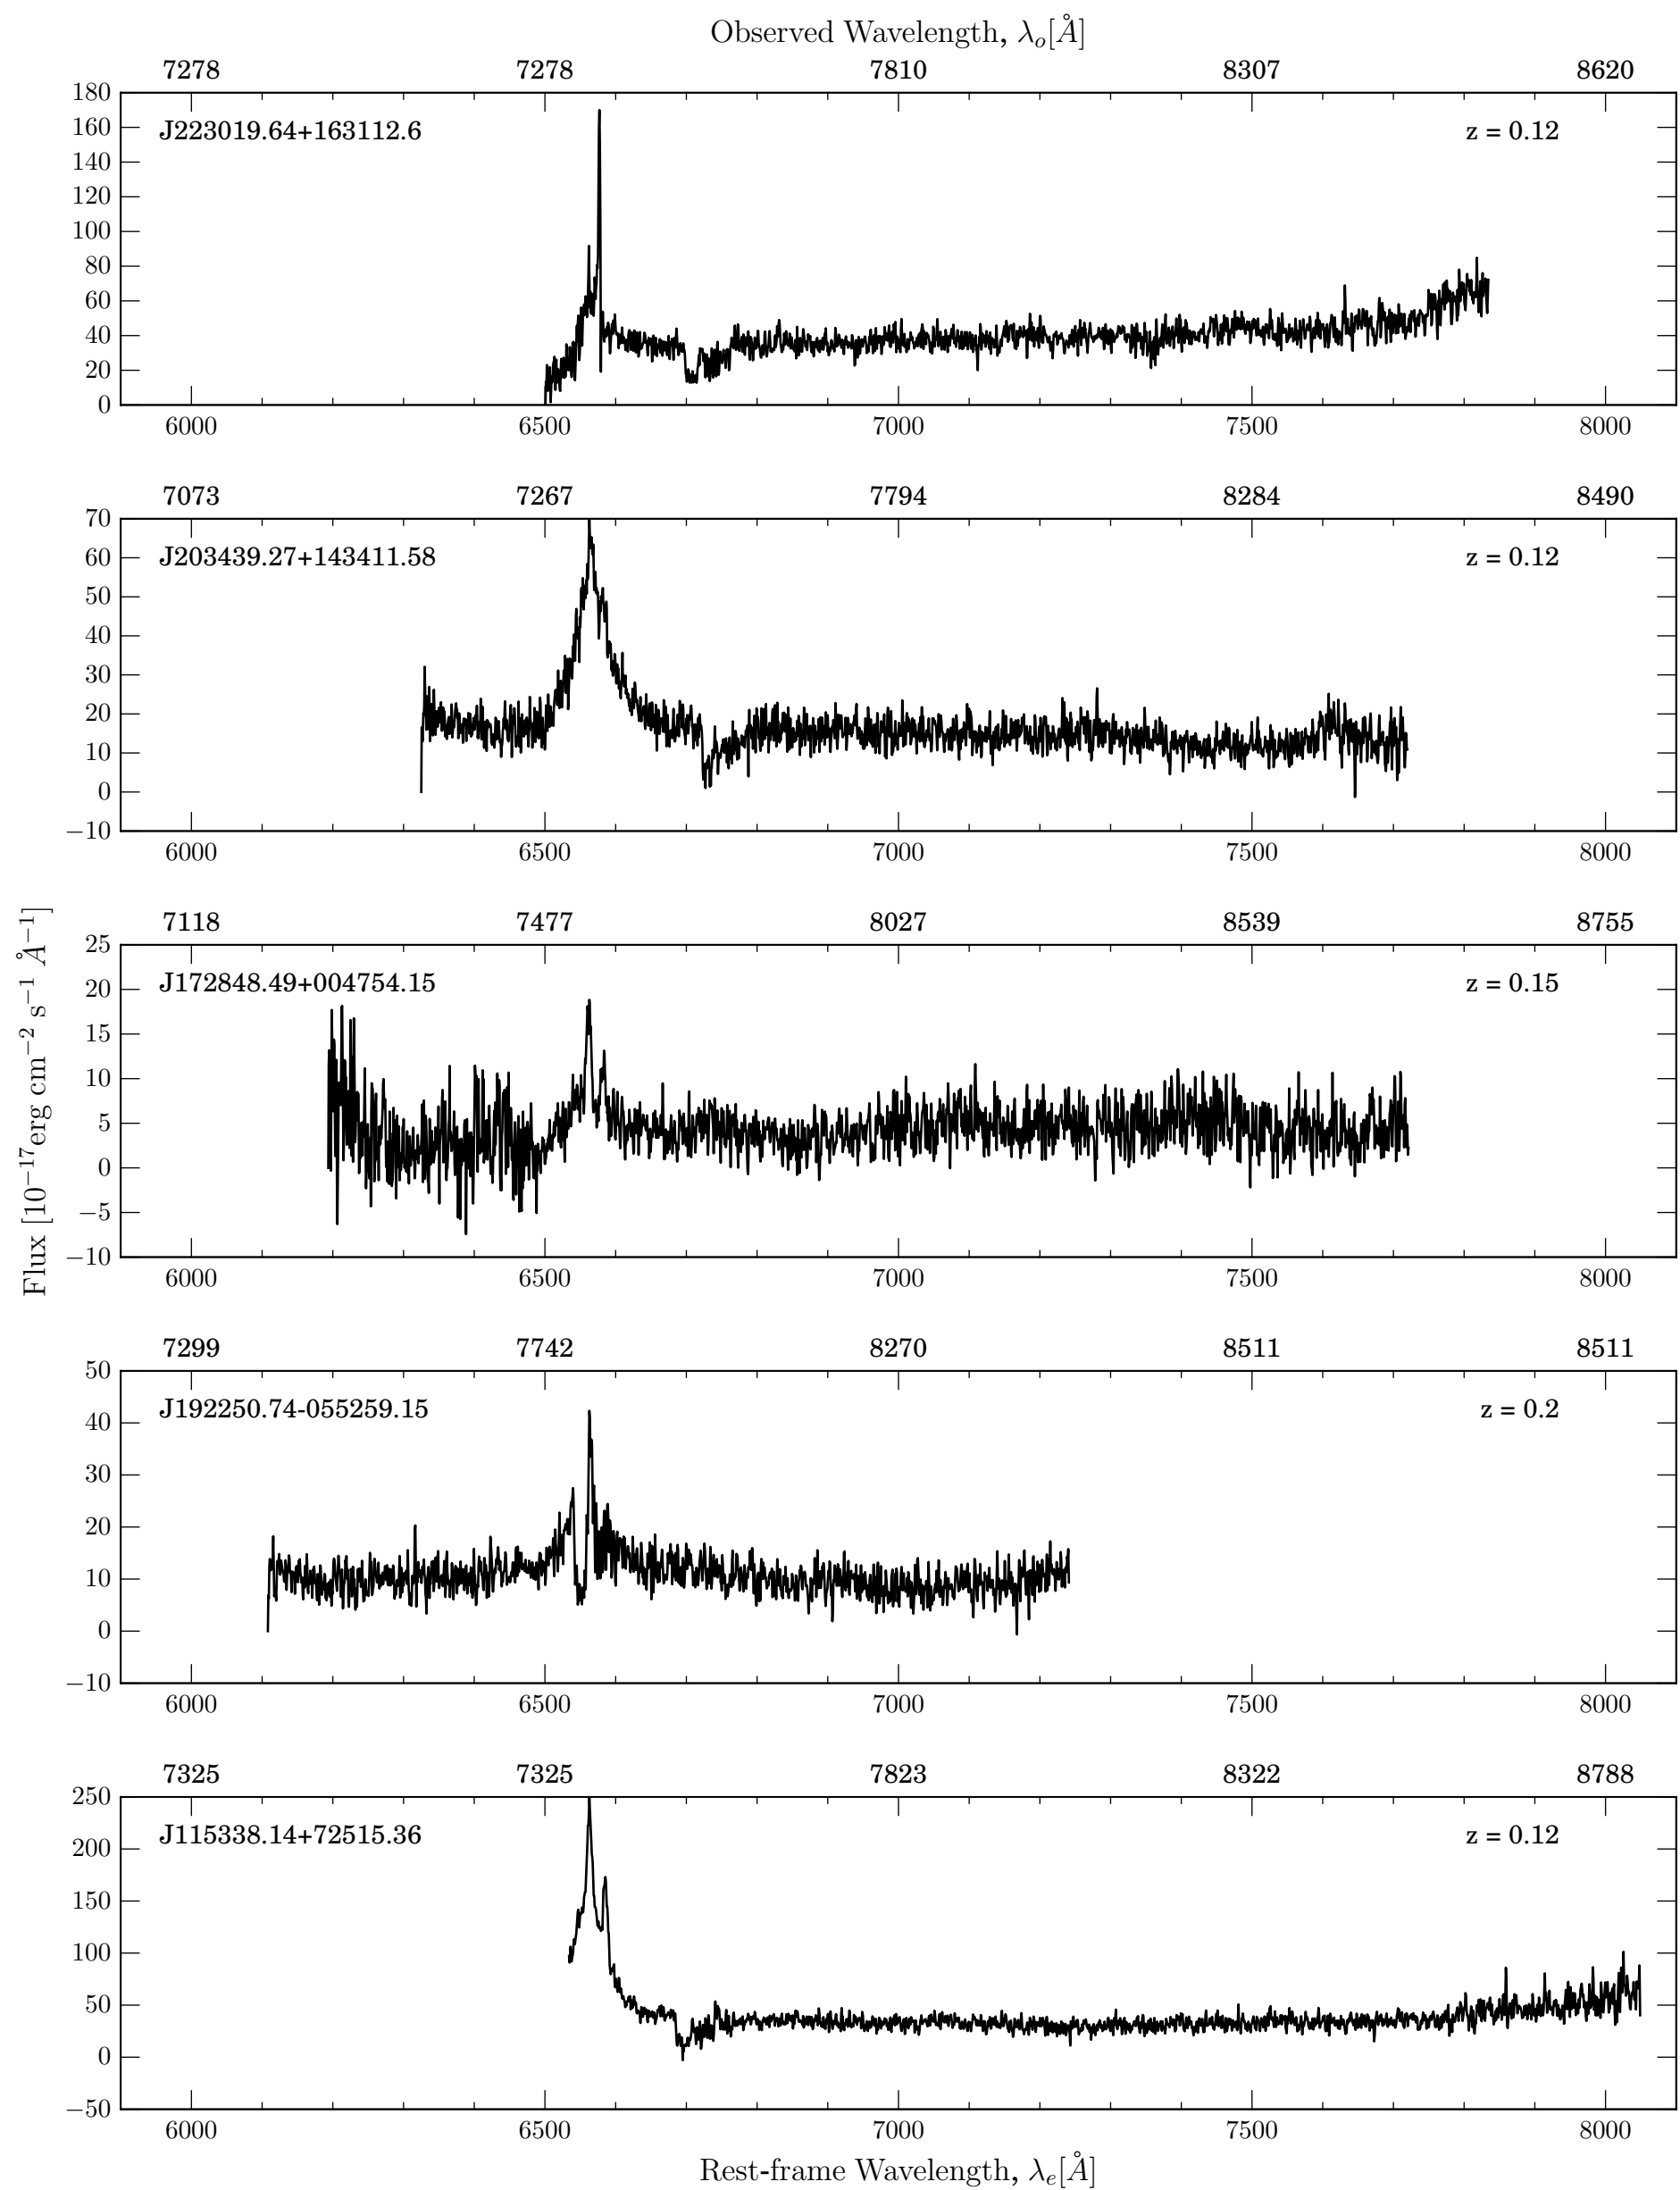 Observed Wavelength, λₒ[Å]
7278 7278 7810 8307 8620
180
J223019.64+163112.6 z = 0.12
160
140
120
100
80
60
40
20
0
6000 6500 7000 7500 8000
7073 7267 7794 8284 8490
70
J203439.27+143411.58 z = 0.12
60
50
40
30
20
10
0
−10
6000 6500 7000 7500 8000
7118 7477 8027 8539 8755
25
J172848.49+004754.15 z = 0.15
20
15
10
5
0
−5
−10
6000 6500 7000 7500 8000
Flux [10⁻¹⁷erg cm⁻² s⁻¹ Å⁻¹]
7299 7742 8270 8511 8511
50
J192250.74-055259.15 z = 0.2
40
30
20
10
0
−10
6000 6500 7000 7500 8000
7325 7325 7823 8322 8788
250
J115338.14+72515.36 z = 0.12
200
150
100
50
0
−50
6000 6500 7000 7500 8000
Rest-frame Wavelength, λₑ[Å]